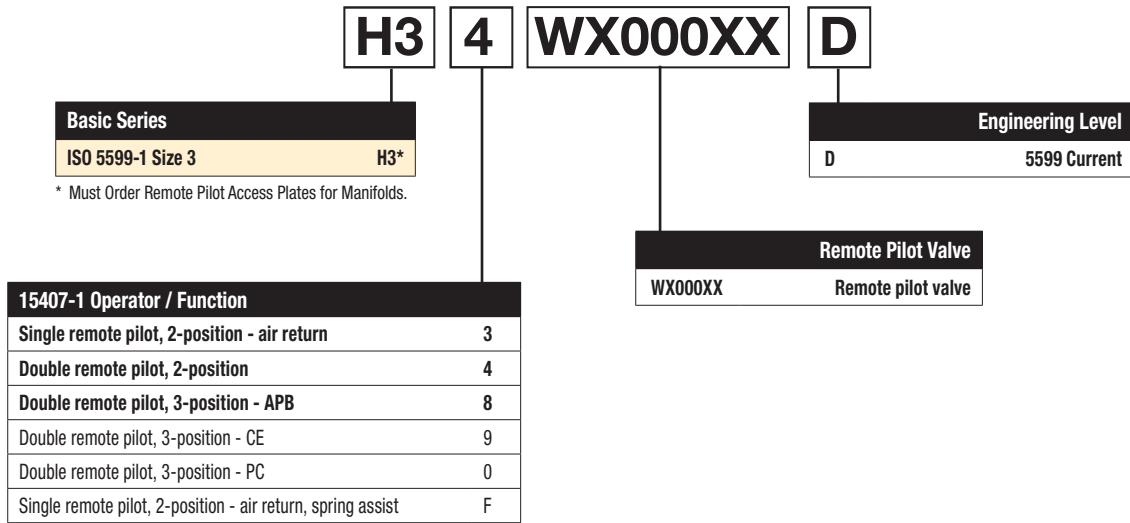 H3 4 WX000XX D
Basic Series
ISO 5599-1 Size 3 H3*
* Must Order Remote Pilot Access Plates for Manifolds.
Engineering Level
D 5599 Current
Remote Pilot Valve
WX000XX Remote pilot valve
15407-1 Operator / Function
Single remote pilot, 2-position - air return 3
Double remote pilot, 2-position 4
Double remote pilot, 3-position - APB 8
Double remote pilot, 3-position - CE 9
Double remote pilot, 3-position - PC 0
Single remote pilot, 2-position - air return, spring assist F